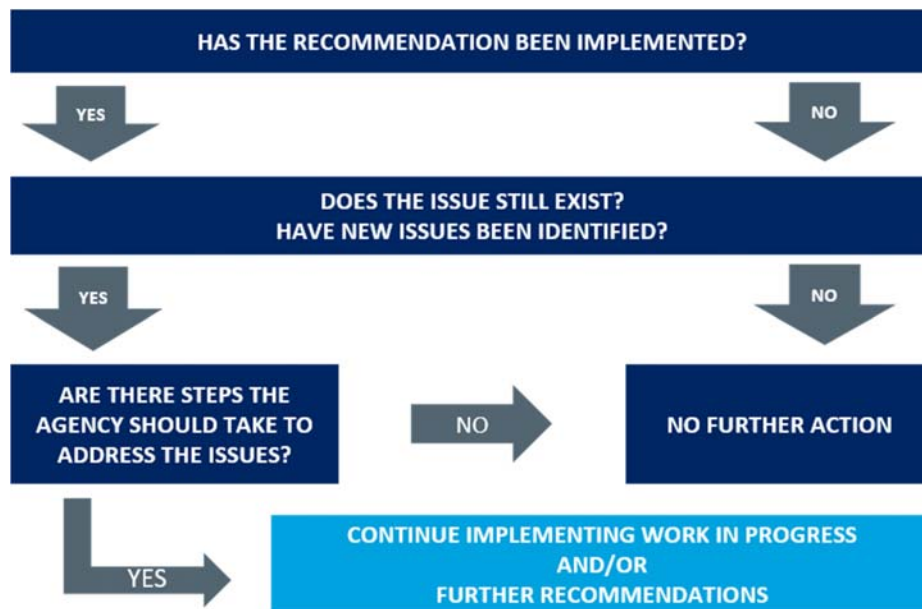 HAS THE RECOMMENDATION BEEN IMPLEMENTED?
YES
NO
DOES THE ISSUE STILL EXIST?
HAVE NEW ISSUES BEEN IDENTIFIED?
YES
NO
ARE THERE STEPS THE
AGENCY SHOULD TAKE TO
ADDRESS THE ISSUES?
NO
NO FURTHER ACTION
YES
CONTINUE IMPLEMENTING WORK IN PROGRESS
AND/OR
FURTHER RECOMMENDATIONS